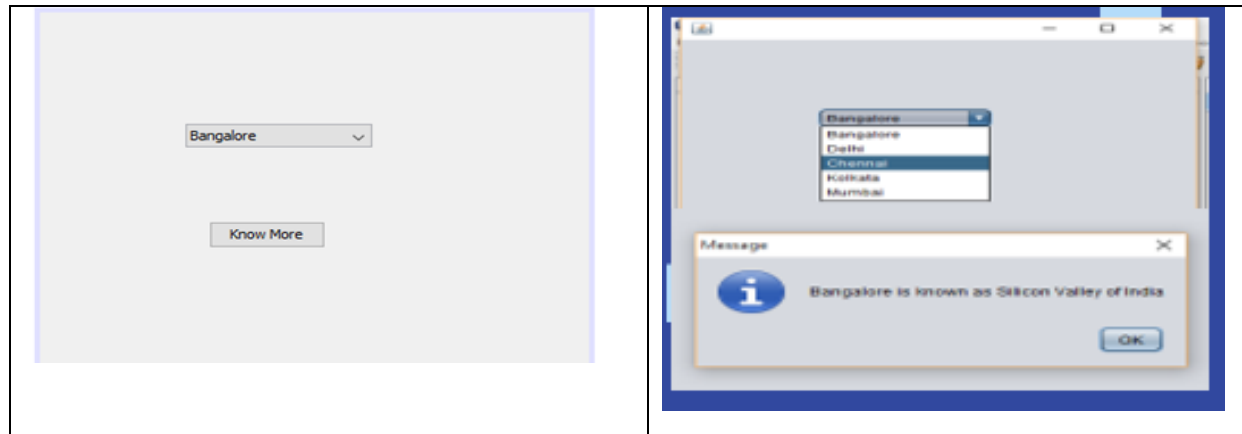 Bangalore
Know More
Bangalore
Bangalore
Delhi
Chennai
Kolkata
Mumbai
Message
Bangalore is known as Silicon Valley of India
OK